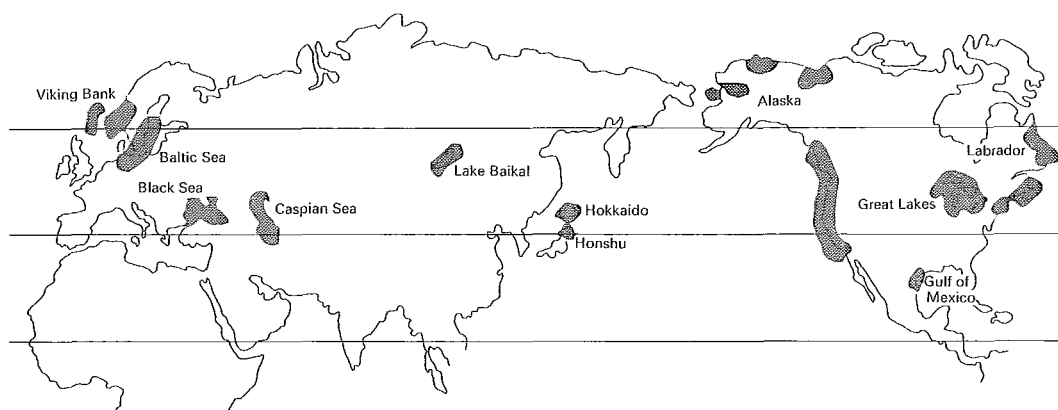 Viking Bank
Alaska
Baltic Sea
Labrador
Lake Baikal
Black Sea
Great Lakes
Caspian Sea
Hokkaido
Honshu
Gulf of
Mexico